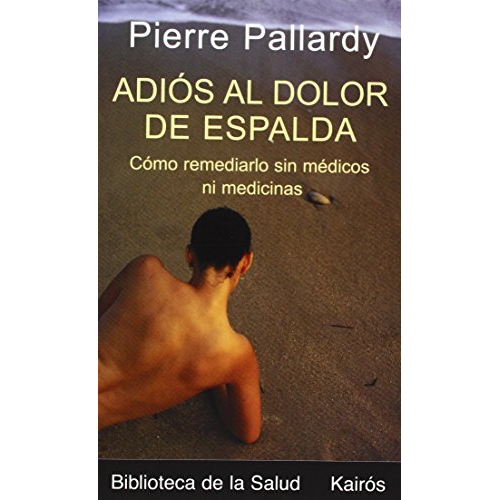 Pierre Pallardy
ADIÓS AL DOLOR
DE ESPALDA
Cómo remediarlo sin médicos
ni medicinas
Biblioteca de la Salud Kairós